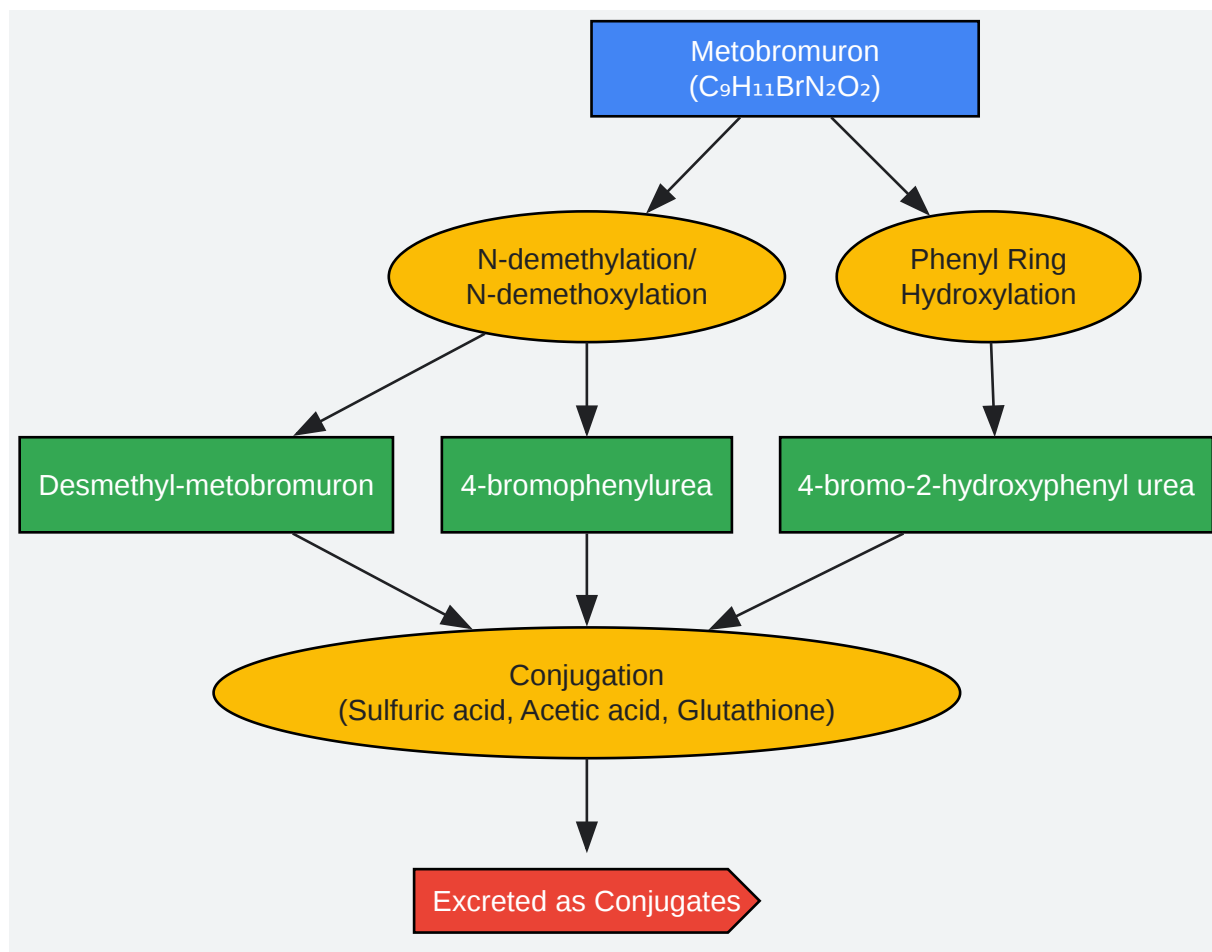 Metobromuron
(C₉H₁₁BrN₂O₂)
N-demethylation/
N-demethoxylation
Phenyl Ring
Hydroxylation
Desmethyl-metobromuron
4-bromophenylurea
4-bromo-2-hydroxyphenyl urea
Conjugation
(Sulfuric acid, Acetic acid, Glutathione)
Excreted as Conjugates